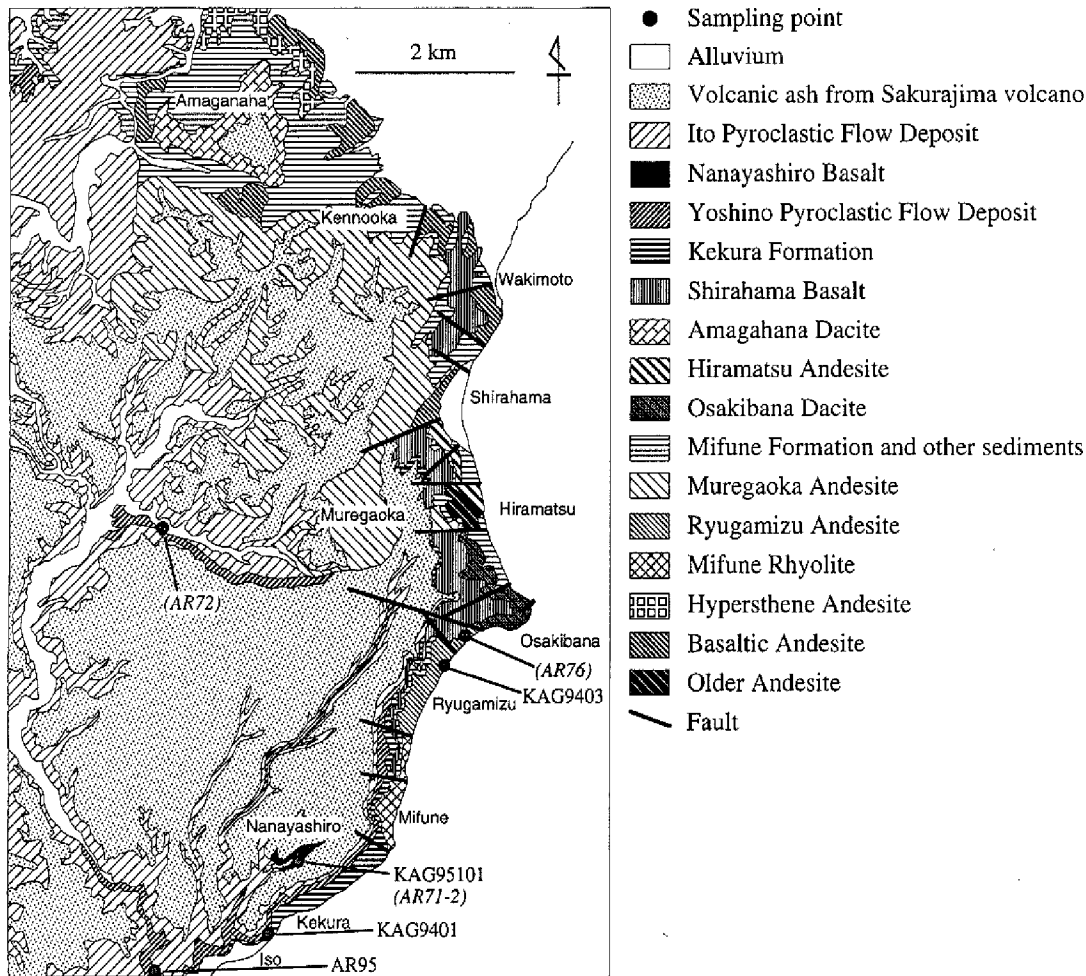 2 km
Amaganaha
Kennooka
Wakimoto
Shirahama
Hiramatsu
Muregaoka
(AR72)
Osakibana
(AR76)
KAG9403
Ryugamizu
Mifune
Nanayashiro
KAG95101
(AR71-2)
KAG9401
Kekura
Iso
AR95
Sampling point
Alluvium
Volcanic ash from Sakurajima volcano
Ito Pyroclastic Flow Deposit
Nanayashiro Basalt
Yoshino Pyroclastic Flow Deposit
Kekura Formation
Shirahama Basalt
Amagahana Dacite
Hiramatsu Andesite
Osakibana Dacite
Mifune Formation and other sediments
Muregaoka Andesite
Ryugamizu Andesite
Mifune Rhyolite
Hypersthene Andesite
Basaltic Andesite
Older Andesite
Fault